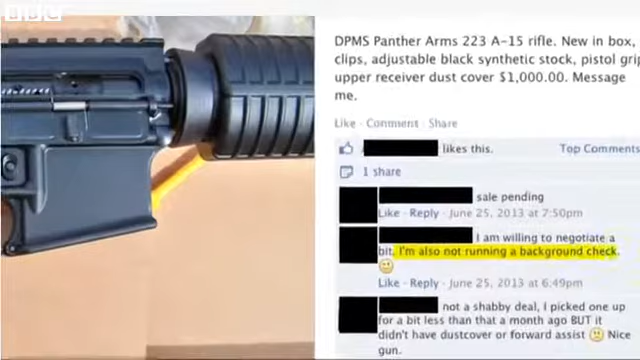 BBC
DPMS Panther Arms 223 A-15 rifle. New in box,
clips, adjustable black synthetic stock, pistol grip
upper receiver dust cover $1,000.00. Message
me.
Like · Comment · Share
likes this.
Top Comments
1 share
sale pending
Like · Reply · June 25, 2013 at 7:50pm
I am willing to negotiate a
bit. I'm also not running a background check.
Like · Reply · June 25, 2013 at 6:49pm
not a shabby deal, I picked one up
for a bit less than that a month ago BUT it
didn't have dustcover or forward assist Nice
gun.